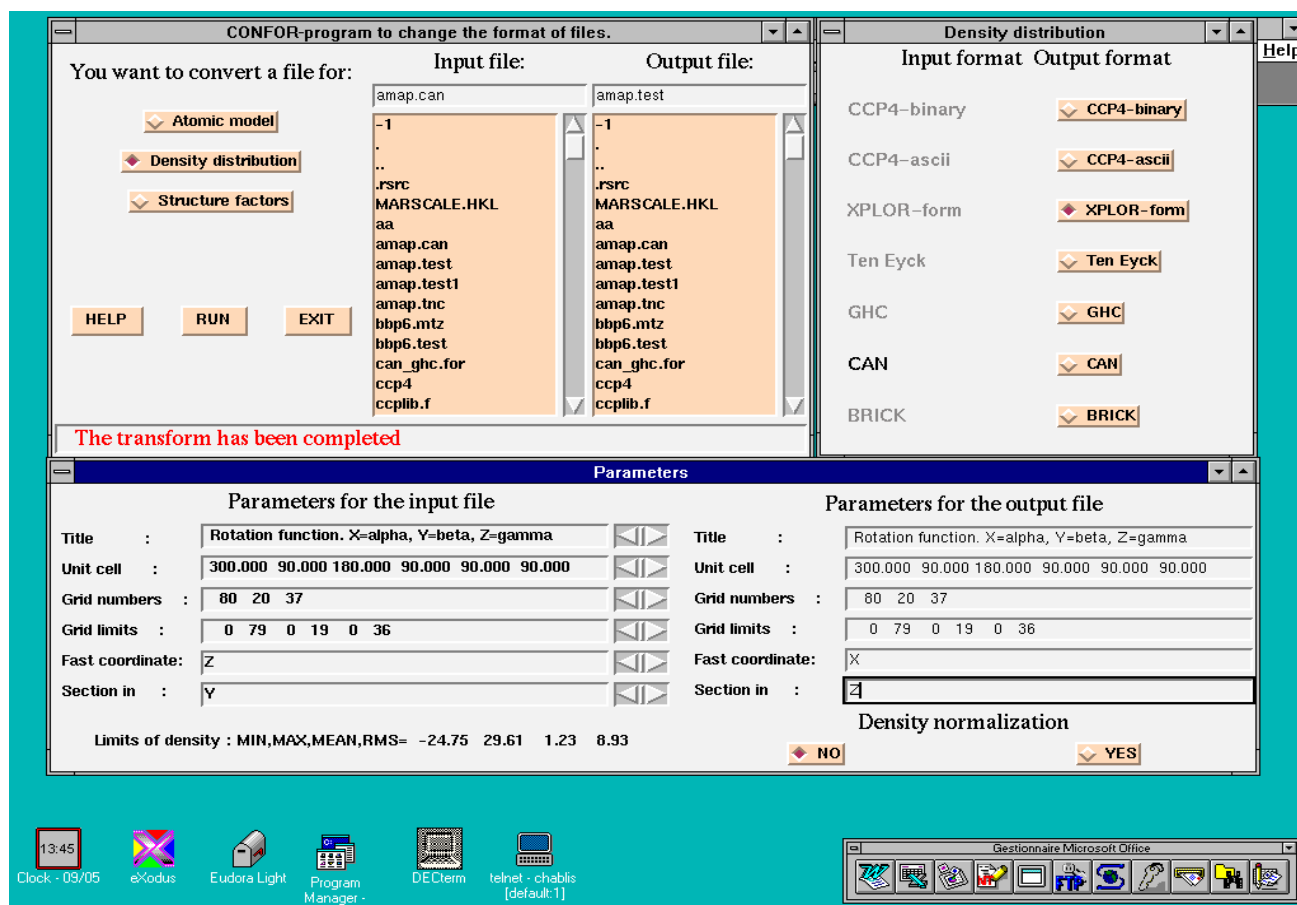 CONFOR-program to change the format of files.
You want to convert a file for:
Input file:
Output file:
amap.can
amap.test
Atomic model
Density distribution
Structure factors
HELP
RUN
EXIT
-1
.
..
.rsrc
MARSCALE.HKL
aa
amap.can
amap.test
amap.test1
amap.tnc
bbp6.mtz
bbp6.test
can_ghc.for
ccp4
ccplib.f
-1
.
..
.rsrc
MARSCALE.HKL
aa
amap.can
amap.test
amap.test1
amap.tnc
bbp6.mtz
bbp6.test
can_ghc.for
ccp4
ccplib.f
The transform has been completed
Density distribution
Input format Output format
CCP4-binary CCP4-binary
CCP4-ascii CCP4-ascii
XPLOR-form XPLOR-form
Ten Eyck Ten Eyck
GHC GHC
CAN CAN
BRICK BRICK
Help
Parameters
Parameters for the input file
Title : Rotation function. X=alpha, Y=beta, Z=gamma
Unit cell : 300.000 90.000 180.000 90.000 90.000 90.000
Grid numbers : 80 20 37
Grid limits : 0 79 0 19 0 36
Fast coordinate: Z
Section in : Y
Limits of density : MIN,MAX,MEAN,RMS= -24.75 29.61 1.23 8.93
Parameters for the output file
Title : Rotation function. X=alpha, Y=beta, Z=gamma
Unit cell : 300.000 90.000 180.000 90.000 90.000 90.000
Grid numbers : 80 20 37
Grid limits : 0 79 0 19 0 36
Fast coordinate: X
Section in : Z
Density normalization
NO YES
13:45
Clock - 09/05
eXodus
Eudora Light
Program
Manager -
DECterm
telnet - chablis
[default:1]
Gestionnaire Microsoft Office
FTP